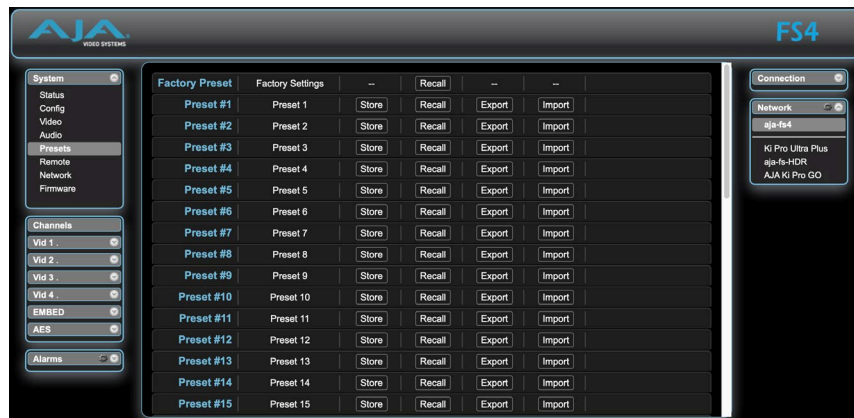 AJA
VIDEO SYSTEMS
FS4
System
Status
Config
Video
Audio
Presets
Remote
Network
Firmware
Channels
Vid 1 .
Vid 2 .
Vid 3 .
Vid 4 .
EMBED
AES
Alarms
Factory Preset Factory Settings -- Recall -- --
Preset #1 Preset 1 Store Recall Export Import
Preset #2 Preset 2 Store Recall Export Import
Preset #3 Preset 3 Store Recall Export Import
Preset #4 Preset 4 Store Recall Export Import
Preset #5 Preset 5 Store Recall Export Import
Preset #6 Preset 6 Store Recall Export Import
Preset #7 Preset 7 Store Recall Export Import
Preset #8 Preset 8 Store Recall Export Import
Preset #9 Preset 9 Store Recall Export Import
Preset #10 Preset 10 Store Recall Export Import
Preset #11 Preset 11 Store Recall Export Import
Preset #12 Preset 12 Store Recall Export Import
Preset #13 Preset 13 Store Recall Export Import
Preset #14 Preset 14 Store Recall Export Import
Preset #15 Preset 15 Store Recall Export Import
Connection
Network
aja-fs4
Ki Pro Ultra Plus
aja-fs-HDR
AJA Ki Pro GO